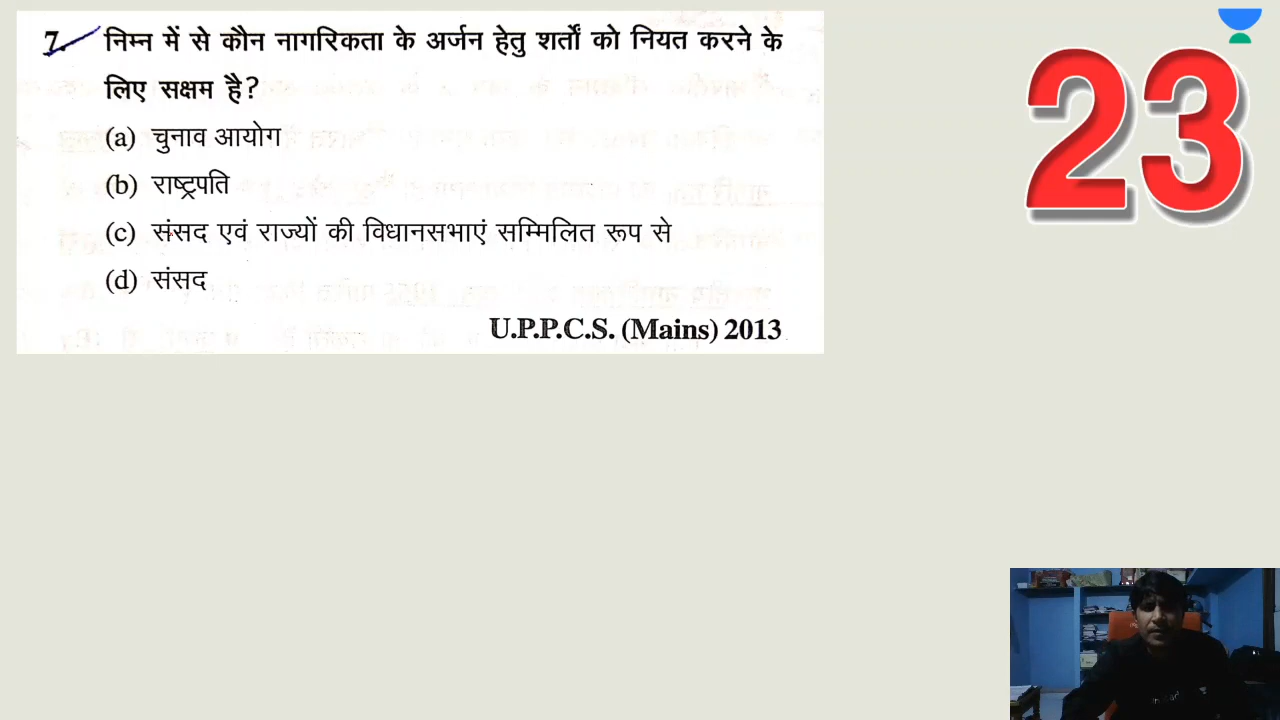 7. निम्न में से कौन नागरिकता के अर्जन हेतु शर्तों को नियत करने के
लिए सक्षम है?
(a) चुनाव आयोग
(b) राष्ट्रपति
(c) संसद एवं राज्यों की विधानसभाएं सम्मिलित रूप से
(d) संसद
U.P.P.C.S. (Mains) 2013
23